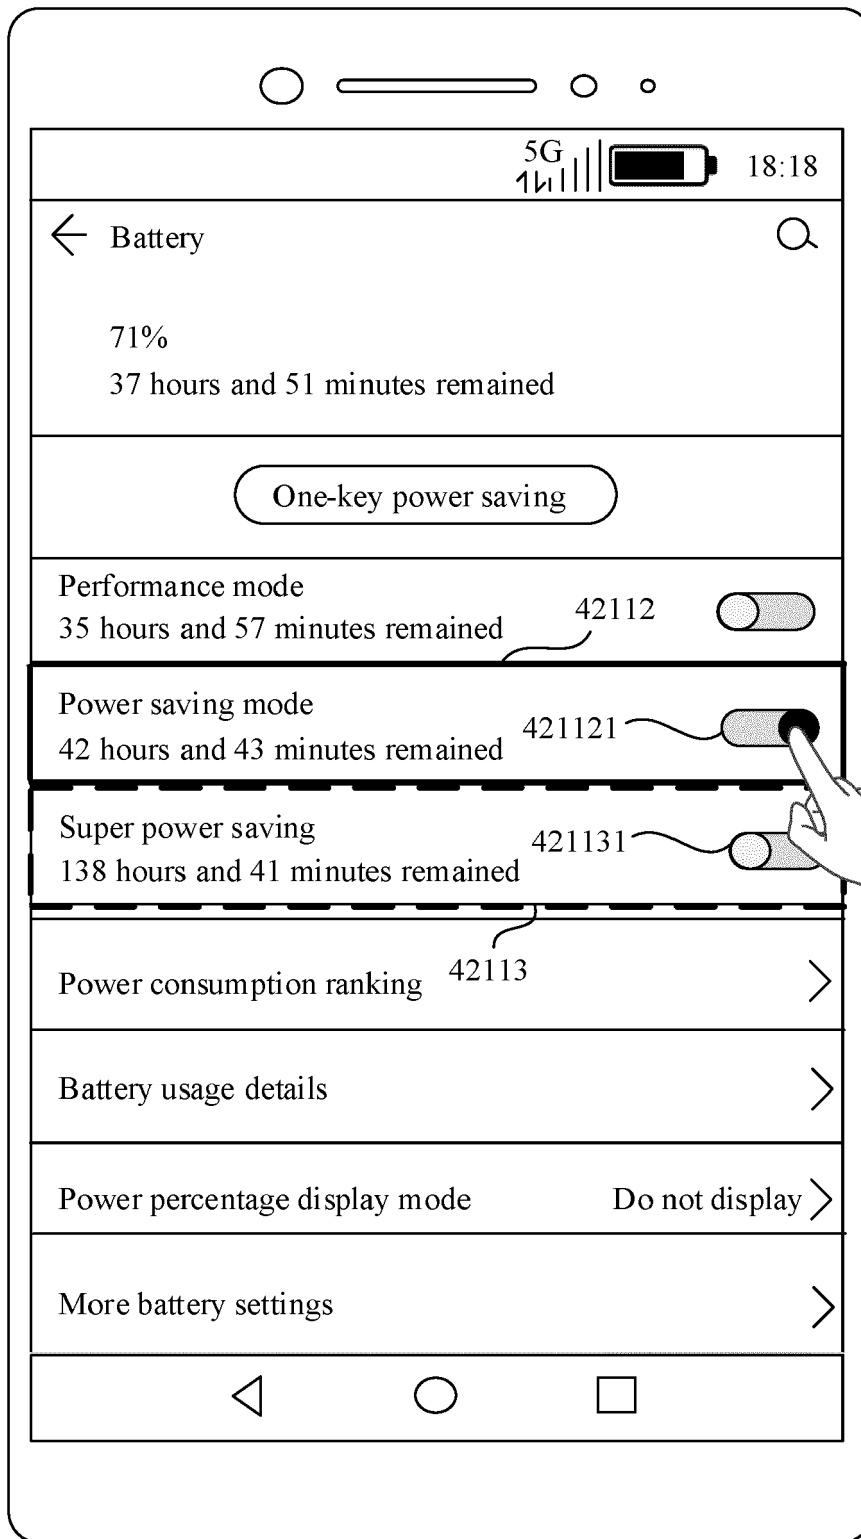 5G
18:18
Battery
71%
37 hours and 51 minutes remained
One-key power saving
Performance mode
35 hours and 57 minutes remained
42112
Power saving mode
42 hours and 43 minutes remained
421121
Super power saving
138 hours and 41 minutes remained
421131
Power consumption ranking
42113
Battery usage details
Power percentage display mode Do not display
More battery settings